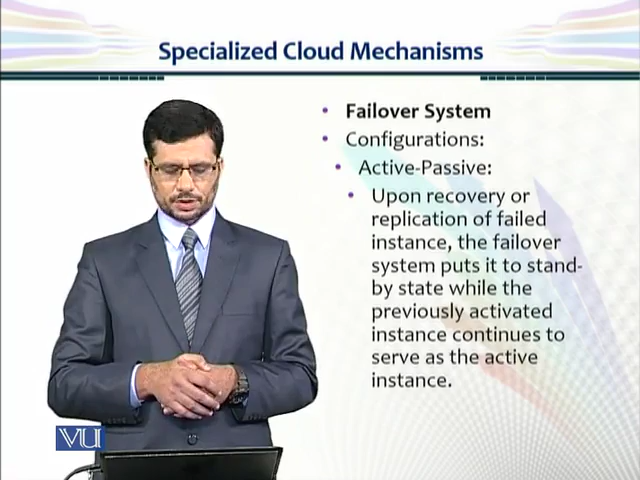 Specialized Cloud Mechanisms
• Failover System
• Configurations:
• Active-Passive:
• Upon recovery or
replication of failed
instance, the failover
system puts it to stand-
by state while the
previously activated
instance continues to
serve as the active
instance.
VU